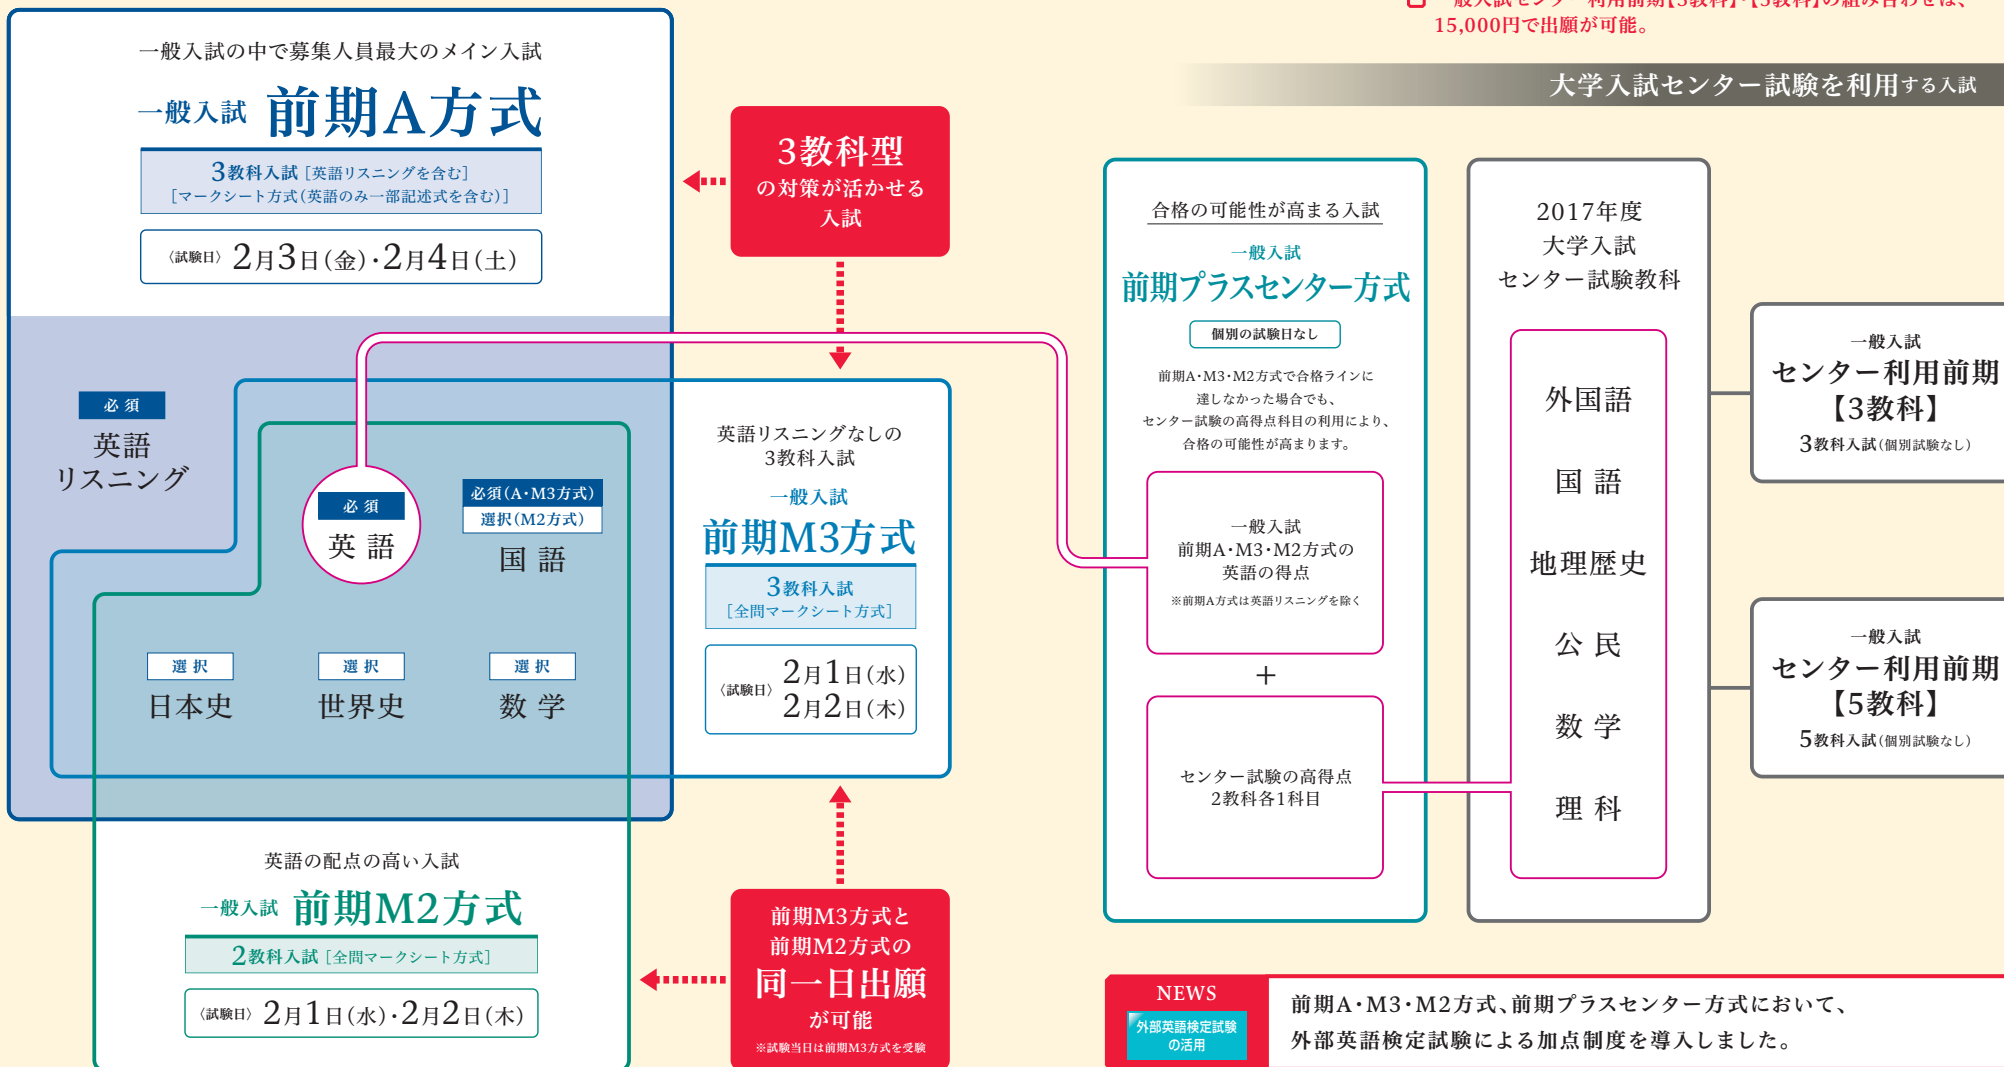 一般入試の中で募集人員最大のメイン入試
一般入試 前期A方式
3教科入試［英語リスニングを含む］
［マークシート方式（英語のみ一部記述式を含む）］
〈試験日〉2月3日（金）・2月4日（土）
必須
英語
リスニング
必須
英語
必須（A・M3方式）
選択（M2方式）
国語
選択
日本史
選択
世界史
選択
数学
英語の配点の高い入試
一般入試 前期M2方式
2教科入試［全問マークシート方式］
〈試験日〉2月1日（水）・2月2日（木）
3教科型
の対策が活かせる
入試
英語リスニングなしの
3教科入試
一般入試
前期M3方式
3教科入試
［全問マークシート方式］
〈試験日〉
2月1日（水）
2月2日（木）
前期M3方式と
前期M2方式の
同一日出願
が可能
※試験当日は前期M3方式を受験
一般入試センター利用前期【3教科】・【5教科】の組み合わせは、
15,000円で出願が可能。
大学入試センター試験を利用する入試
合格の可能性が高まる入試
一般入試
前期プラスセンター方式
個別の試験日なし
前期A・M3・M2方式で合格ラインに
達しなかった場合でも、
センター試験の高得点科目の利用により、
合格の可能性が高まります。
一般入試
前期A・M3・M2方式の
英語の得点
※前期A方式は英語リスニングを除く
＋
センター試験の高得点
2教科各1科目
2017年度
大学入試
センター試験教科
外国語
国語
地理歴史
公民
数学
理科
一般入試
センター利用前期
【3教科】
3教科入試（個別試験なし）
一般入試
センター利用前期
【5教科】
5教科入試（個別試験なし）
NEWS
外部英語検定試験
の活用
前期A・M3・M2方式、前期プラスセンター方式において、
外部英語検定試験による加点制度を導入しました。